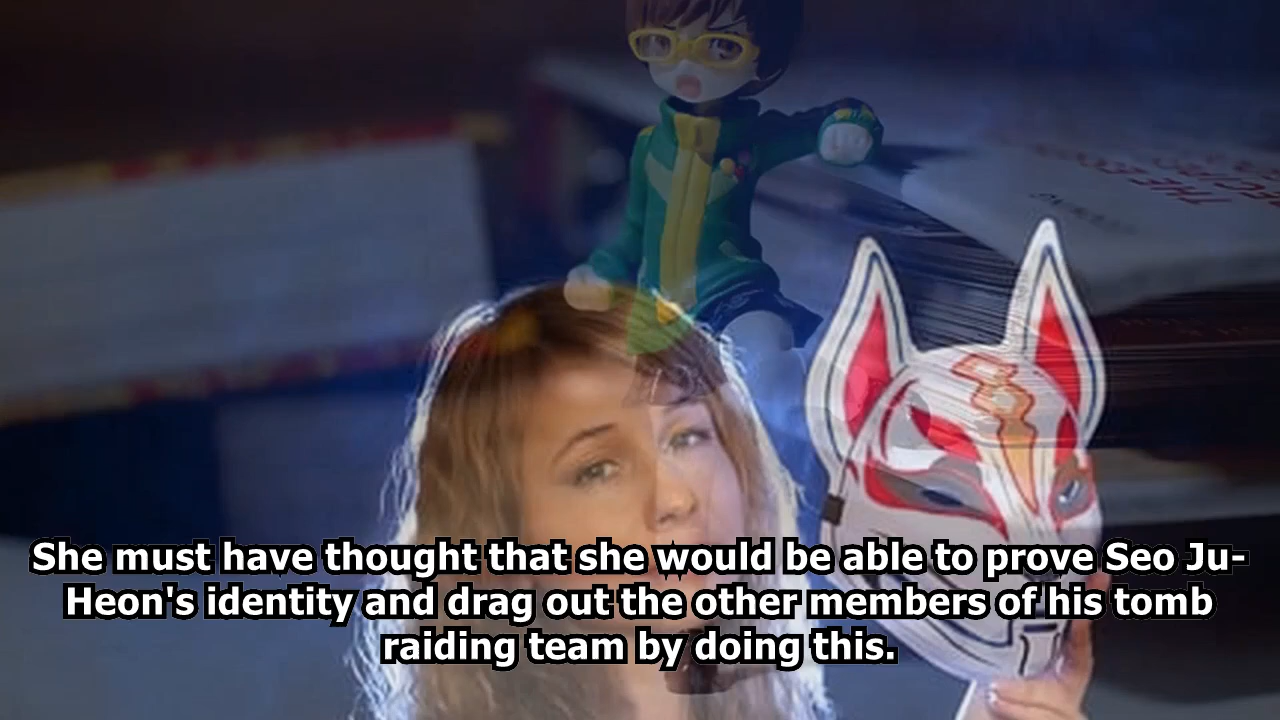 She must have thought that she would be able to prove Seo Ju-
Heon's identity and drag out the other members of his tomb
raiding team by doing this.